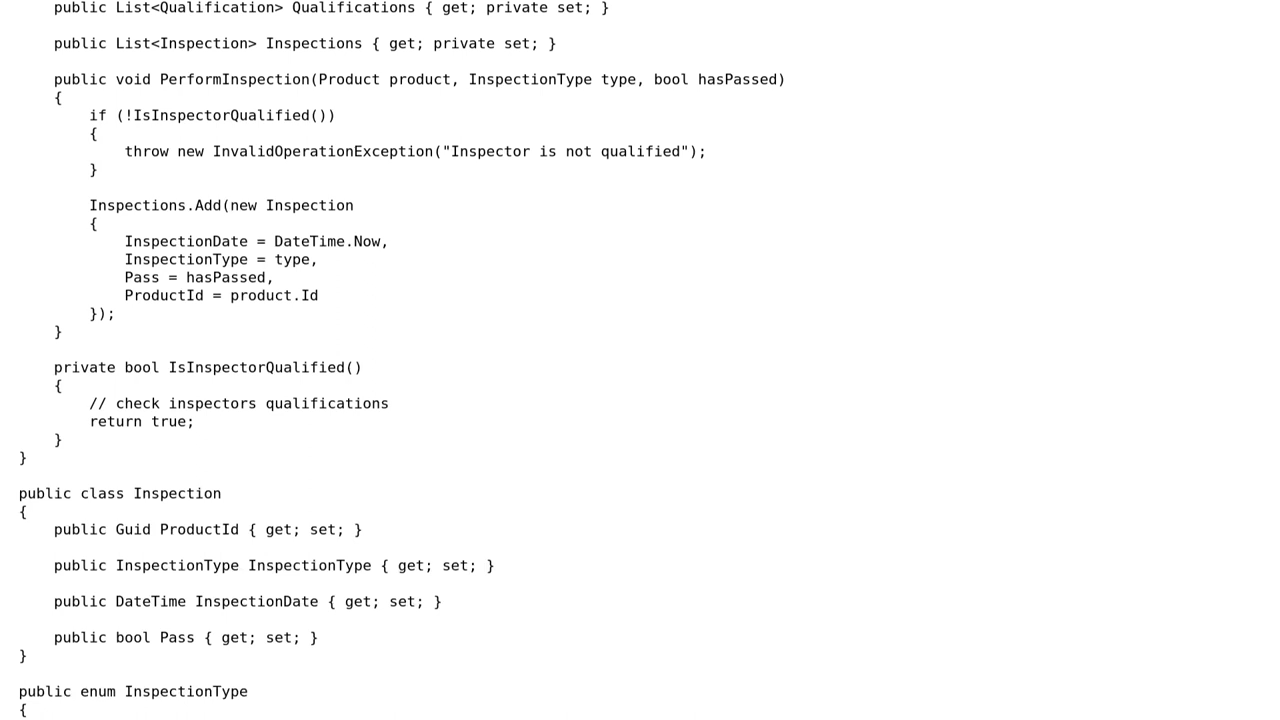 public List<Qualification> Qualifications { get; private set; }
public List<Inspection> Inspections { get; private set; }
public void PerformInspection(Product product, InspectionType type, bool hasPassed)
{
if (!IsInspectorQualified())
{
throw new InvalidOperationException("Inspector is not qualified");
}
Inspections.Add(new Inspection
{
InspectionDate = DateTime.Now,
InspectionType = type,
Pass = hasPassed,
ProductId = product.Id
});
}
private bool IsInspectorQualified()
{
// check inspectors qualifications
return true;
}
}
public class Inspection
{
public Guid ProductId { get; set; }
public InspectionType InspectionType { get; set; }
public DateTime InspectionDate { get; set; }
public bool Pass { get; set; }
}
public enum InspectionType
{